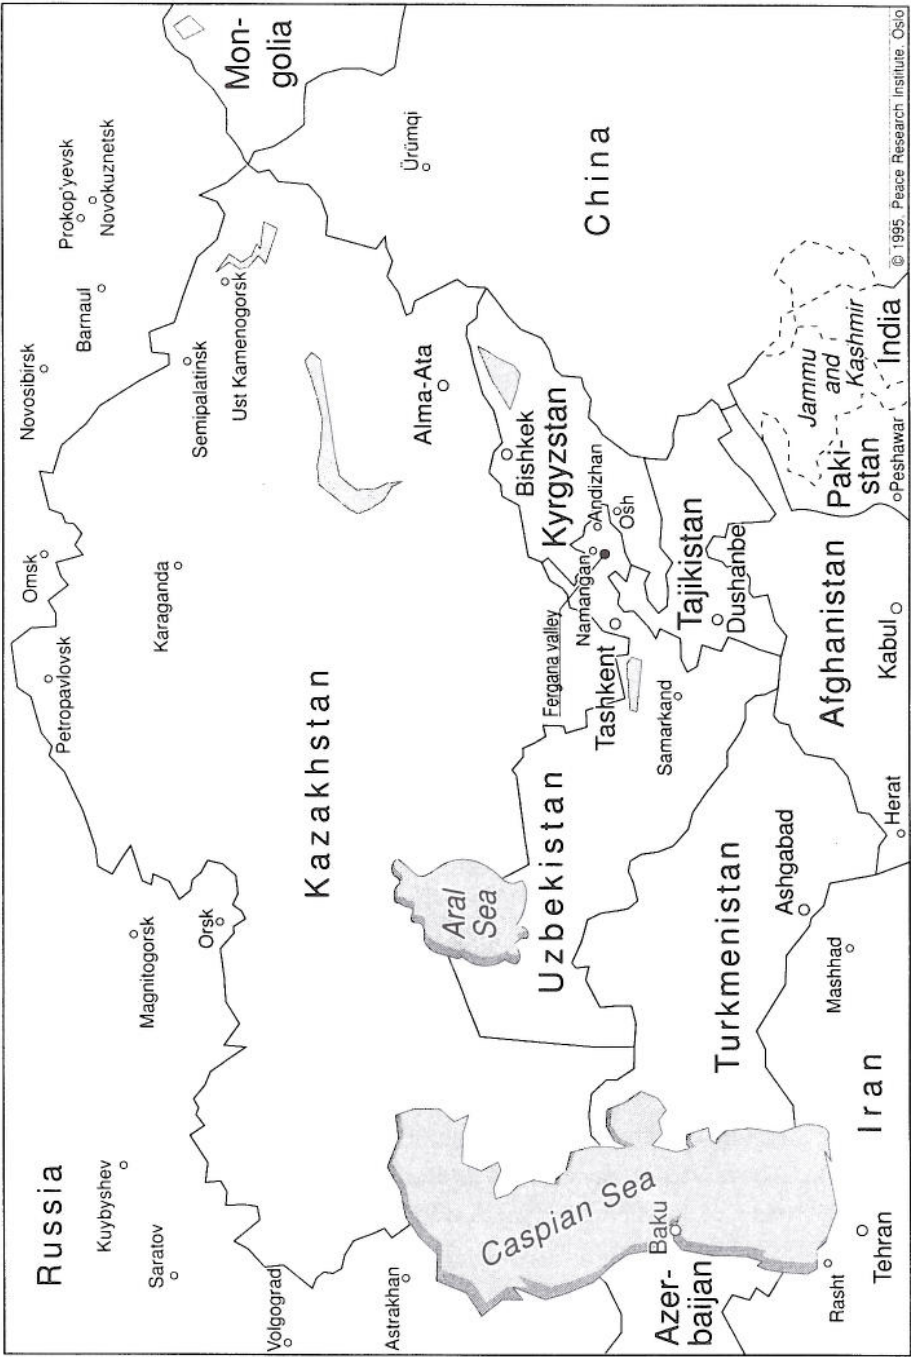 Russia
Kuybyshev
Saratov
Volgograd
Astrakhan
Magnitogorsk
Orsk
Petropavlovsk
Omsk
Karaganda
Novosibirsk
Barnaul
Prokop'yevsk
Novokuznetsk
Semipalatinsk
Ust Kamenogorsk
Mon-
golia
Kazakhstan
Alma-Ata
Ürümqi
China
Aral
Sea
Caspian Sea
Baku
Azer-
baijan
Uzbekistan
Fergana valley
Tashkent
Namangan
Andizhan
Osh
Samarkand
Bishkek
Kyrgyzstan
Tajikistan
Dushanbe
Turkmenistan
Ashgabad
Mashhad
Iran
Rasht
Tehran
Herat
Afghanistan
Kabul
Paki-
stan
Peshawar
Jammu
and
Kashmir
India
© 1995. Peace Research Institute, Oslo